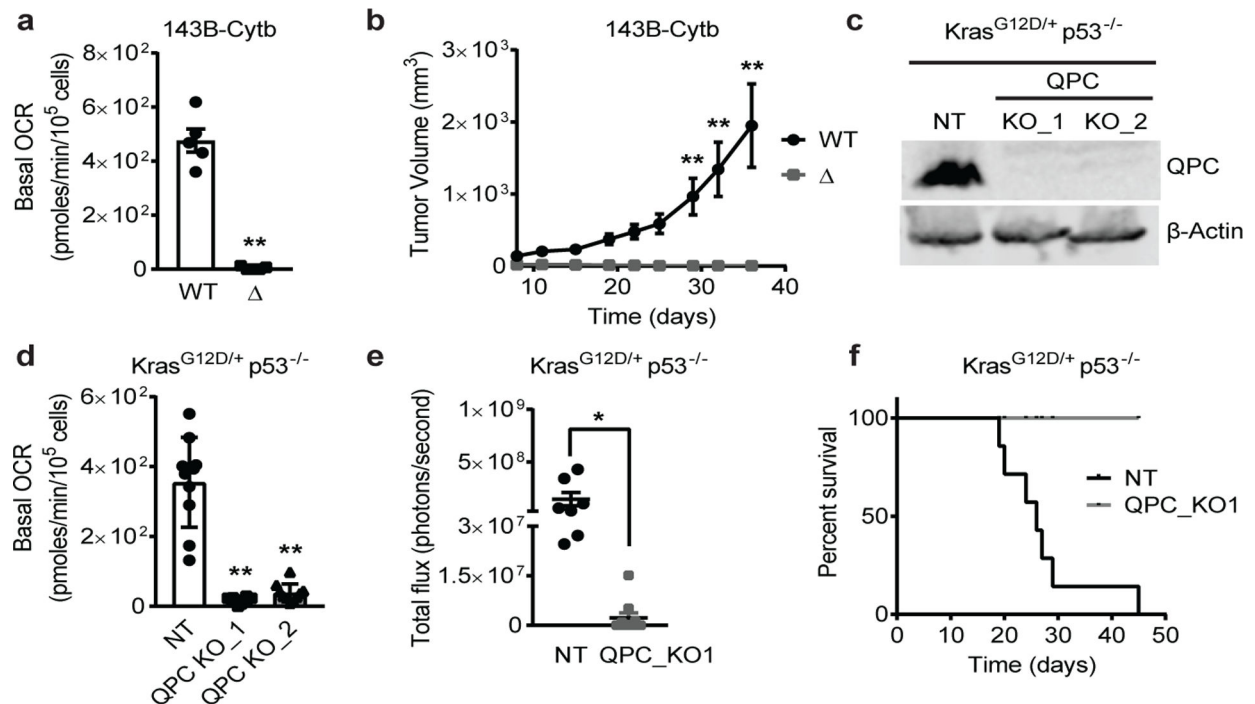 a
143B-Cytb
Basal OCR
(pmoles/min/10⁵ cells)
8×10²
6×10²
4×10²
2×10²
0
**
WT
Δ
b
143B-Cytb
Tumor Volume (mm³)
3×10³
2×10³
1×10³
0
** ** **
WT
Δ
10 20 30 40
Time (days)
c
Kras^G12D/+ p53^-/-
QPC
NT KO_1 KO_2
QPC
β-Actin
d
Kras^G12D/+ p53^-/-
Basal OCR
(pmoles/min/10⁵ cells)
6×10²
4×10²
2×10²
0
** **
NT
QPC KO_1
QPC KO_2
e
Kras^G12D/+ p53^-/-
Total flux (photons/second)
1×10⁹
5×10⁸
3×10⁷
1.5×10⁷
0
*
NT QPC_KO1
f
Kras^G12D/+ p53^-/-
Percent survival
100
50
0
NT
QPC_KO1
0 10 20 30 40 50
Time (days)